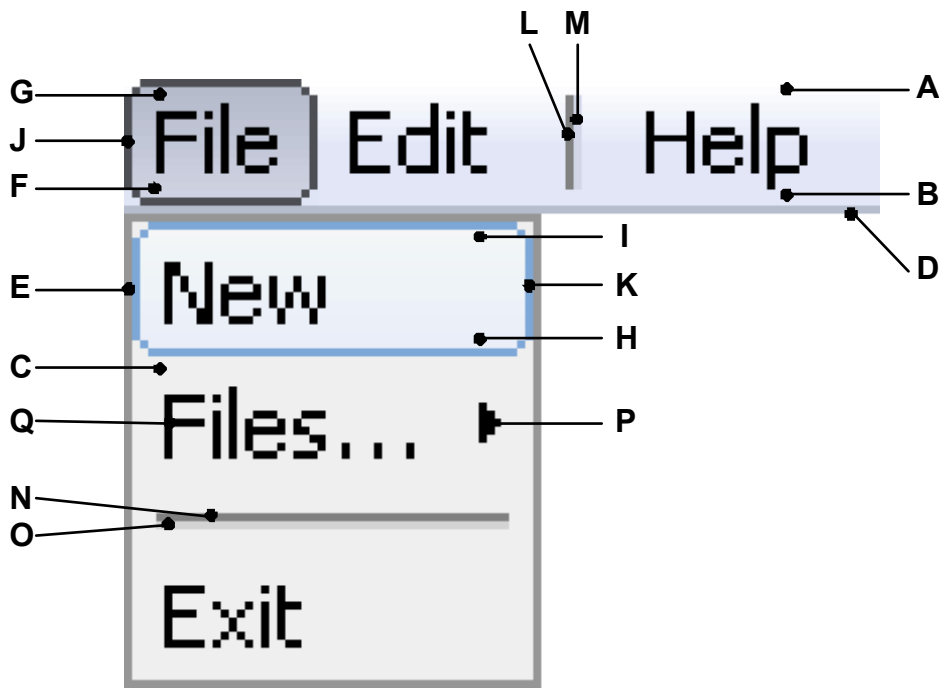 L M
G A
File Edit Help
J
F B
I
D
New
E K
H
C
Files...
Q P
N
O
Exit